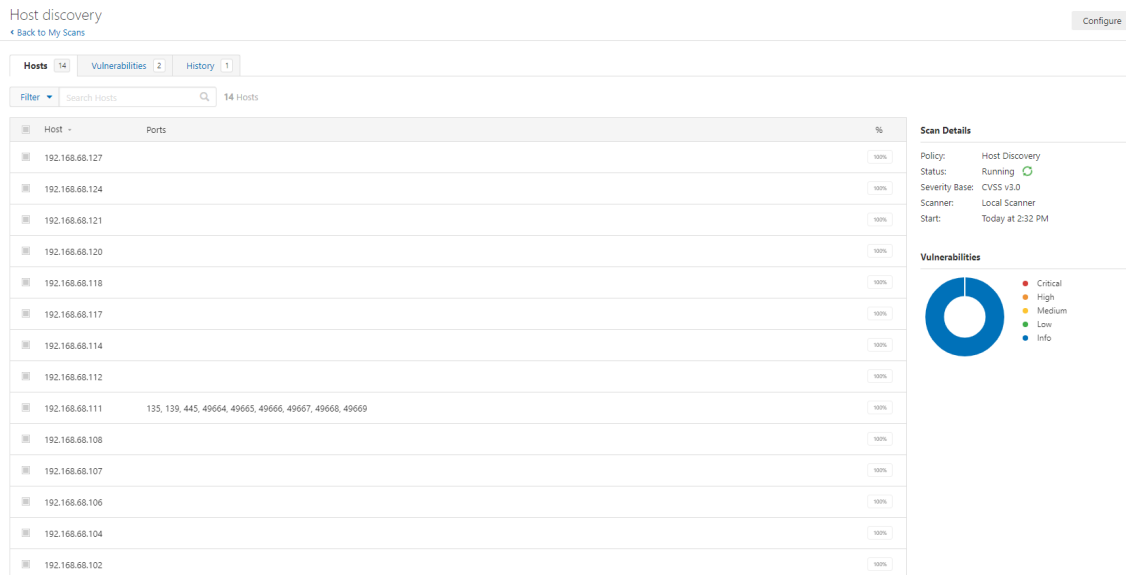 Host discovery
Configure
Back to My Scans
Hosts 14 Vulnerabilities 2 History 1
Filter Search Hosts 14 Hosts
Host Ports %
192.168.68.127 100%
192.168.68.124 100%
192.168.68.121 100%
192.168.68.120 100%
192.168.68.118 100%
192.168.68.117 100%
192.168.68.114 100%
192.168.68.112 100%
192.168.68.111 135, 139, 445, 49664, 49665, 49666, 49667, 49668, 49669 100%
192.168.68.108 100%
192.168.68.107 100%
192.168.68.106 100%
192.168.68.104 100%
192.168.68.102 100%
Scan Details
Policy: Host Discovery
Status: Running
Severity Base: CVSS v3.0
Scanner: Local Scanner
Start: Today at 2:32 PM
Vulnerabilities
Critical
High
Medium
Low
Info